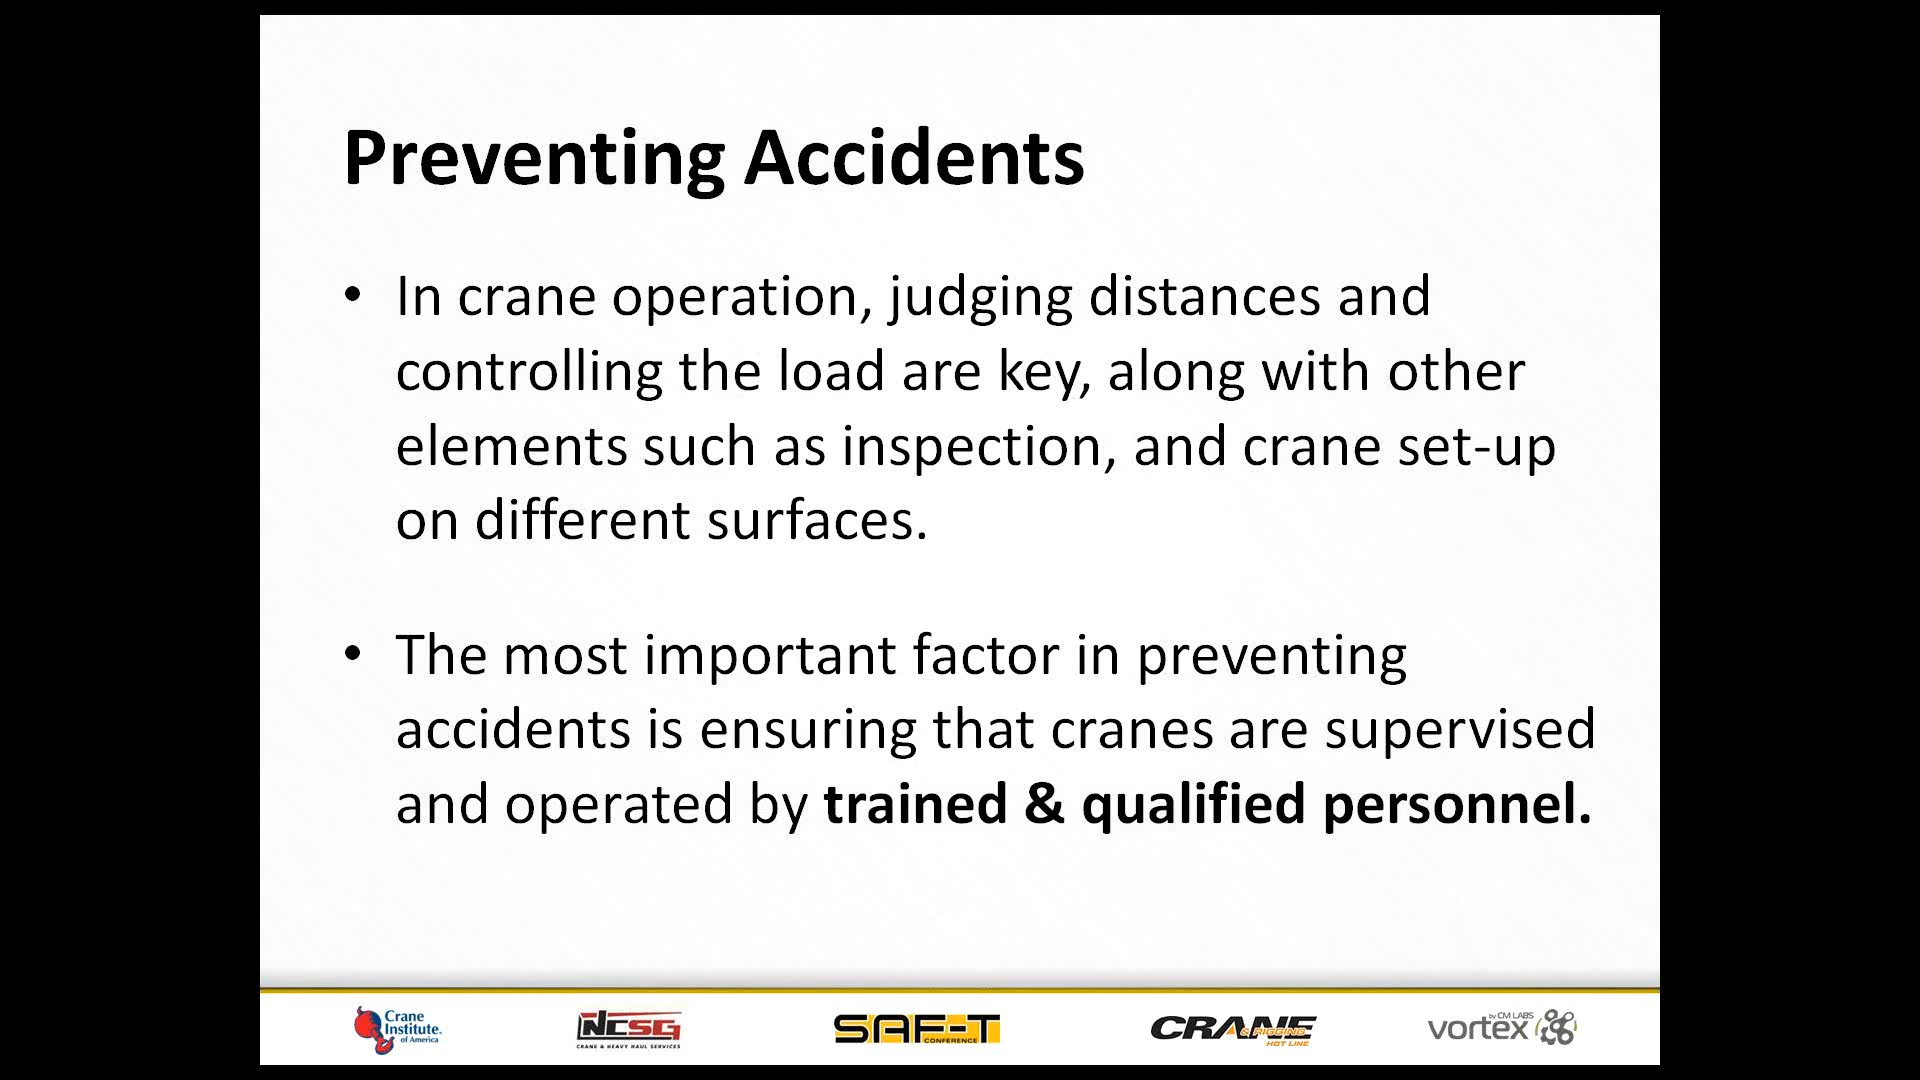 Preventing Accidents
• In crane operation, judging distances and
controlling the load are key, along with other
elements such as inspection, and crane set-up
on different surfaces.
• The most important factor in preventing
accidents is ensuring that cranes are supervised
and operated by trained & qualified personnel.
Crane
Institute.
of America
NCSG
CRANE & HEAVY HAUL SERVICES
SAF-T
CONFERENCE
CRANE
& RIGGING
HOT LINE
by CM LABS
vortex